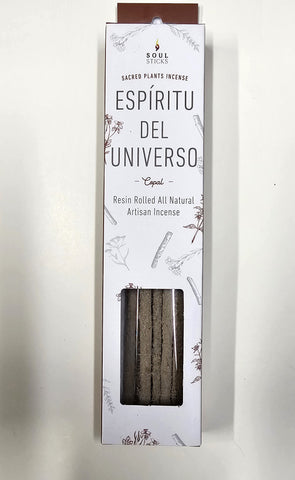 SOUL
STICKS
SACRED PLANTS INCENSE
ESPÍRITU
DEL
UNIVERSO
- Copal -
Resin Rolled All Natural
Artisan Incense